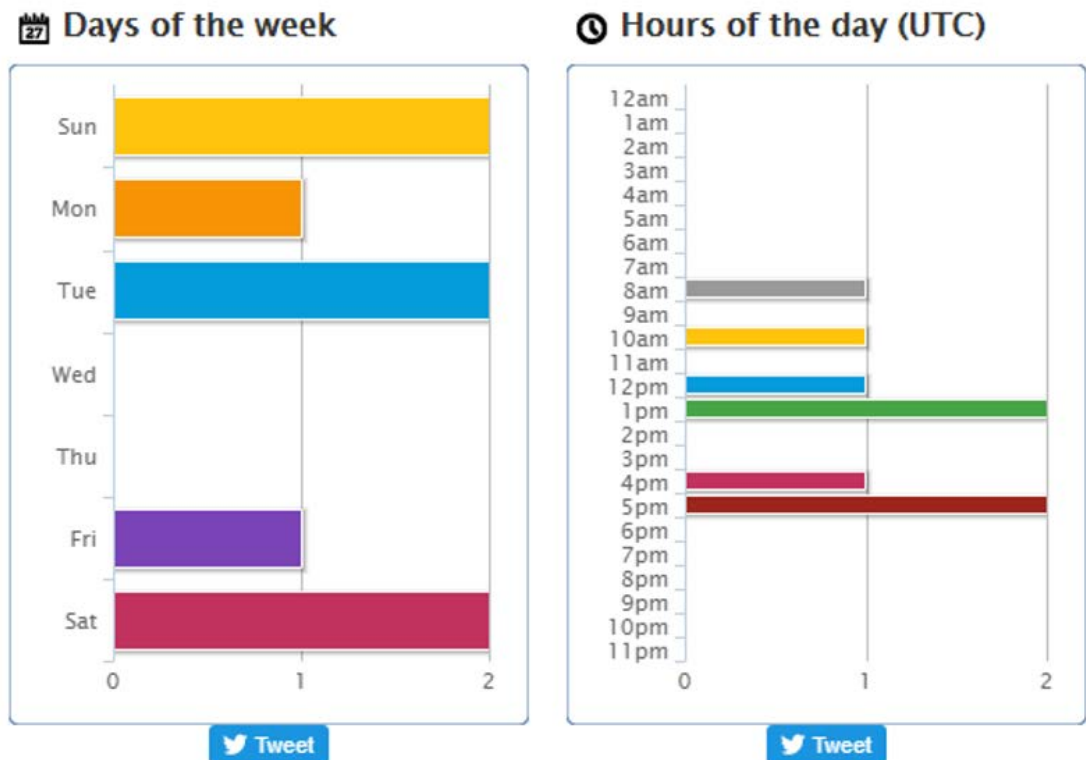 27 Days of the week
Sun
Mon
Tue
Wed
Thu
Fri
Sat
0 1 2
Tweet
Hours of the day (UTC)
12am
1am
2am
3am
4am
5am
6am
7am
8am
9am
10am
11am
12pm
1pm
2pm
3pm
4pm
5pm
6pm
7pm
8pm
9pm
10pm
11pm
0 1 2
Tweet